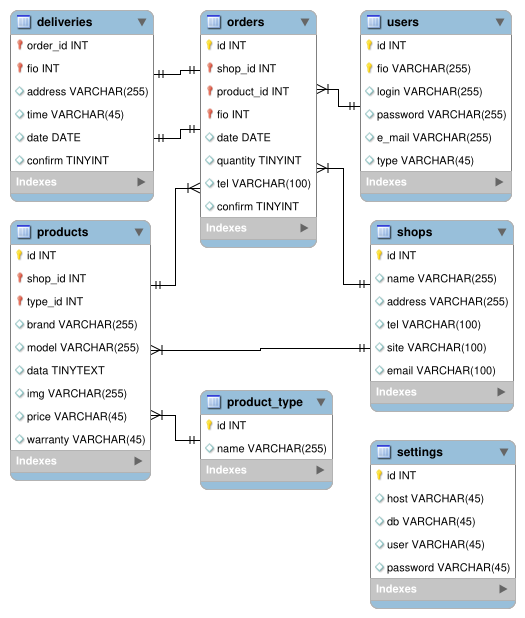 deliveries
order_id INT
fio INT
address VARCHAR(255)
time VARCHAR(45)
date DATE
confirm TINYINT
Indexes
orders
id INT
shop_id INT
product_id INT
fio INT
date DATE
quantity TINYINT
tel VARCHAR(100)
confirm TINYINT
Indexes
users
id INT
fio VARCHAR(255)
login VARCHAR(255)
password VARCHAR(255)
e_mail VARCHAR(255)
type VARCHAR(45)
Indexes
products
id INT
shop_id INT
type_id INT
brand VARCHAR(255)
model VARCHAR(255)
data TINYTEXT
img VARCHAR(255)
price VARCHAR(45)
warranty VARCHAR(45)
Indexes
product_type
id INT
name VARCHAR(255)
Indexes
shops
id INT
name VARCHAR(255)
address VARCHAR(255)
tel VARCHAR(100)
site VARCHAR(100)
email VARCHAR(100)
Indexes
settings
id INT
host VARCHAR(45)
db VARCHAR(45)
user VARCHAR(45)
password VARCHAR(45)
Indexes